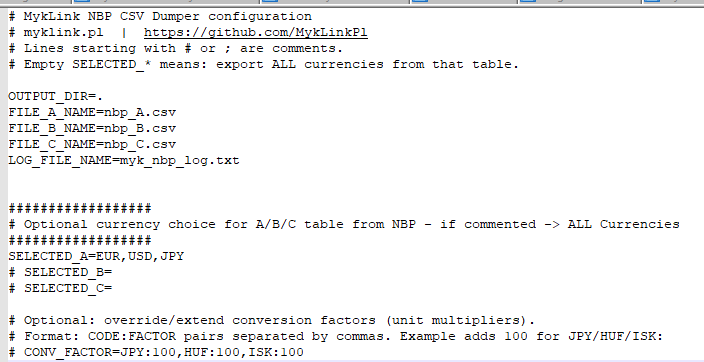 # MykLink NBP CSV Dumper configuration
# myklink.pl  |  https://github.com/MykLinkPl
# Lines starting with # or ; are comments.
# Empty SELECTED_* means: export ALL currencies from that table.

OUTPUT_DIR=.
FILE_A_NAME=nbp_A.csv
FILE_B_NAME=nbp_B.csv
FILE_C_NAME=nbp_C.csv
LOG_FILE_NAME=myk_nbp_log.txt


##################
# Optional currency choice for A/B/C table from NBP - if commented -> ALL Currencies
##################
SELECTED_A=EUR,USD,JPY
# SELECTED_B=
# SELECTED_C=

# Optional: override/extend conversion factors (unit multipliers).
# Format: CODE:FACTOR pairs separated by commas. Example adds 100 for JPY/HUF/ISK:
# CONV_FACTOR=JPY:100,HUF:100,ISK:100